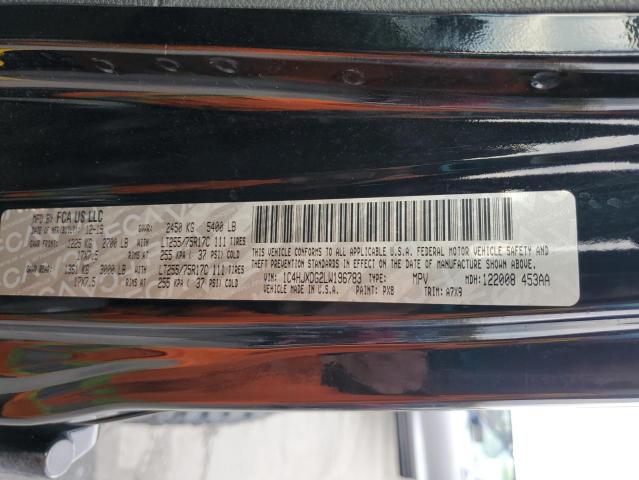 MFD BY FCA US LLC
DATE OF MFR/BUILT: 12-19 GVWR: 2450 KG 5400 LB
GAWR FRONT: 1225 KG 2700 LB WITH LT255/75R17C 111 TIRES
17X7.5 RIMS AT 255 KPA ( 37 PSI) COLD
GAWR REAR: 1361 KG 3000 LB WITH LT255/75R17C 111 TIRES
17X7.5 RIMS AT 255 KPA ( 37 PSI) COLD
THIS VEHICLE CONFORMS TO ALL APPLICABLE U.S.A. FEDERAL MOTOR VEHICLE SAFETY AND
THEFT PREVENTION STANDARDS IN EFFECT ON THE DATE OF MANUFACTURE SHOWN ABOVE.
VIN: 1C4HJXDG2LW196783 TYPE: MPV MDH: 122008 453AA
VEHICLE MADE IN U.S.A. PAINT: PX8 TRIM: A7X9